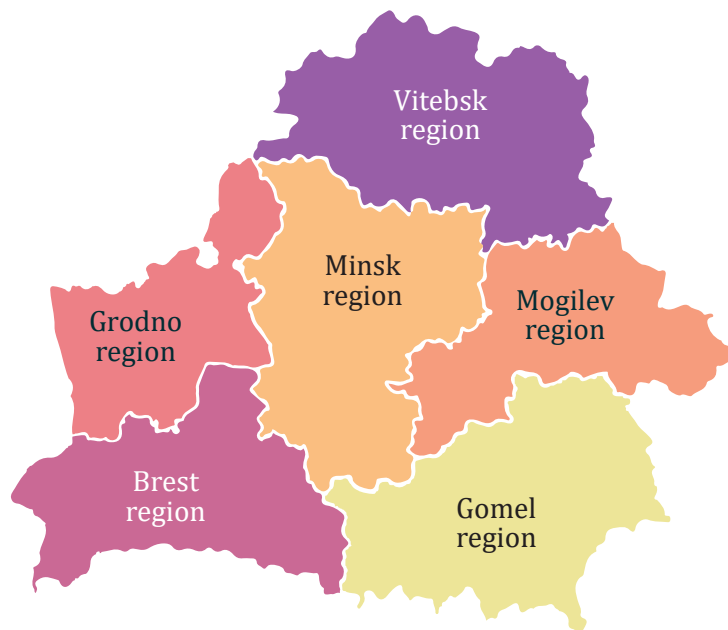 Vitebsk
region
Minsk
region
Mogilev
region
Grodno
region
Brest
region
Gomel
region